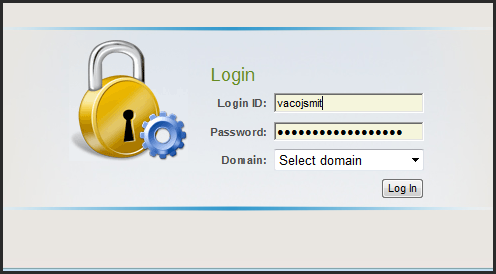 Login
Login ID: vacojsmit
Password: ••••••••••••••••••
Domain: Select domain
Log In